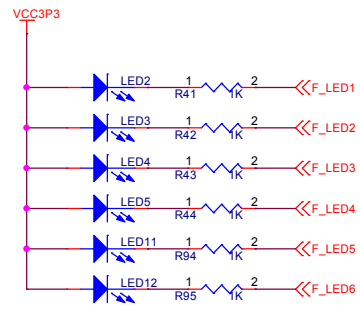 VCC3P3
LED2 1 2
R41 1K F_LED1
LED3 1 2
R42 1K F_LED2
LED4 1 2
R43 1K F_LED3
LED5 1 2
R44 1K F_LED4
LED11 1 2
R94 1K F_LED5
LED12 1 2
R95 1K F_LED6